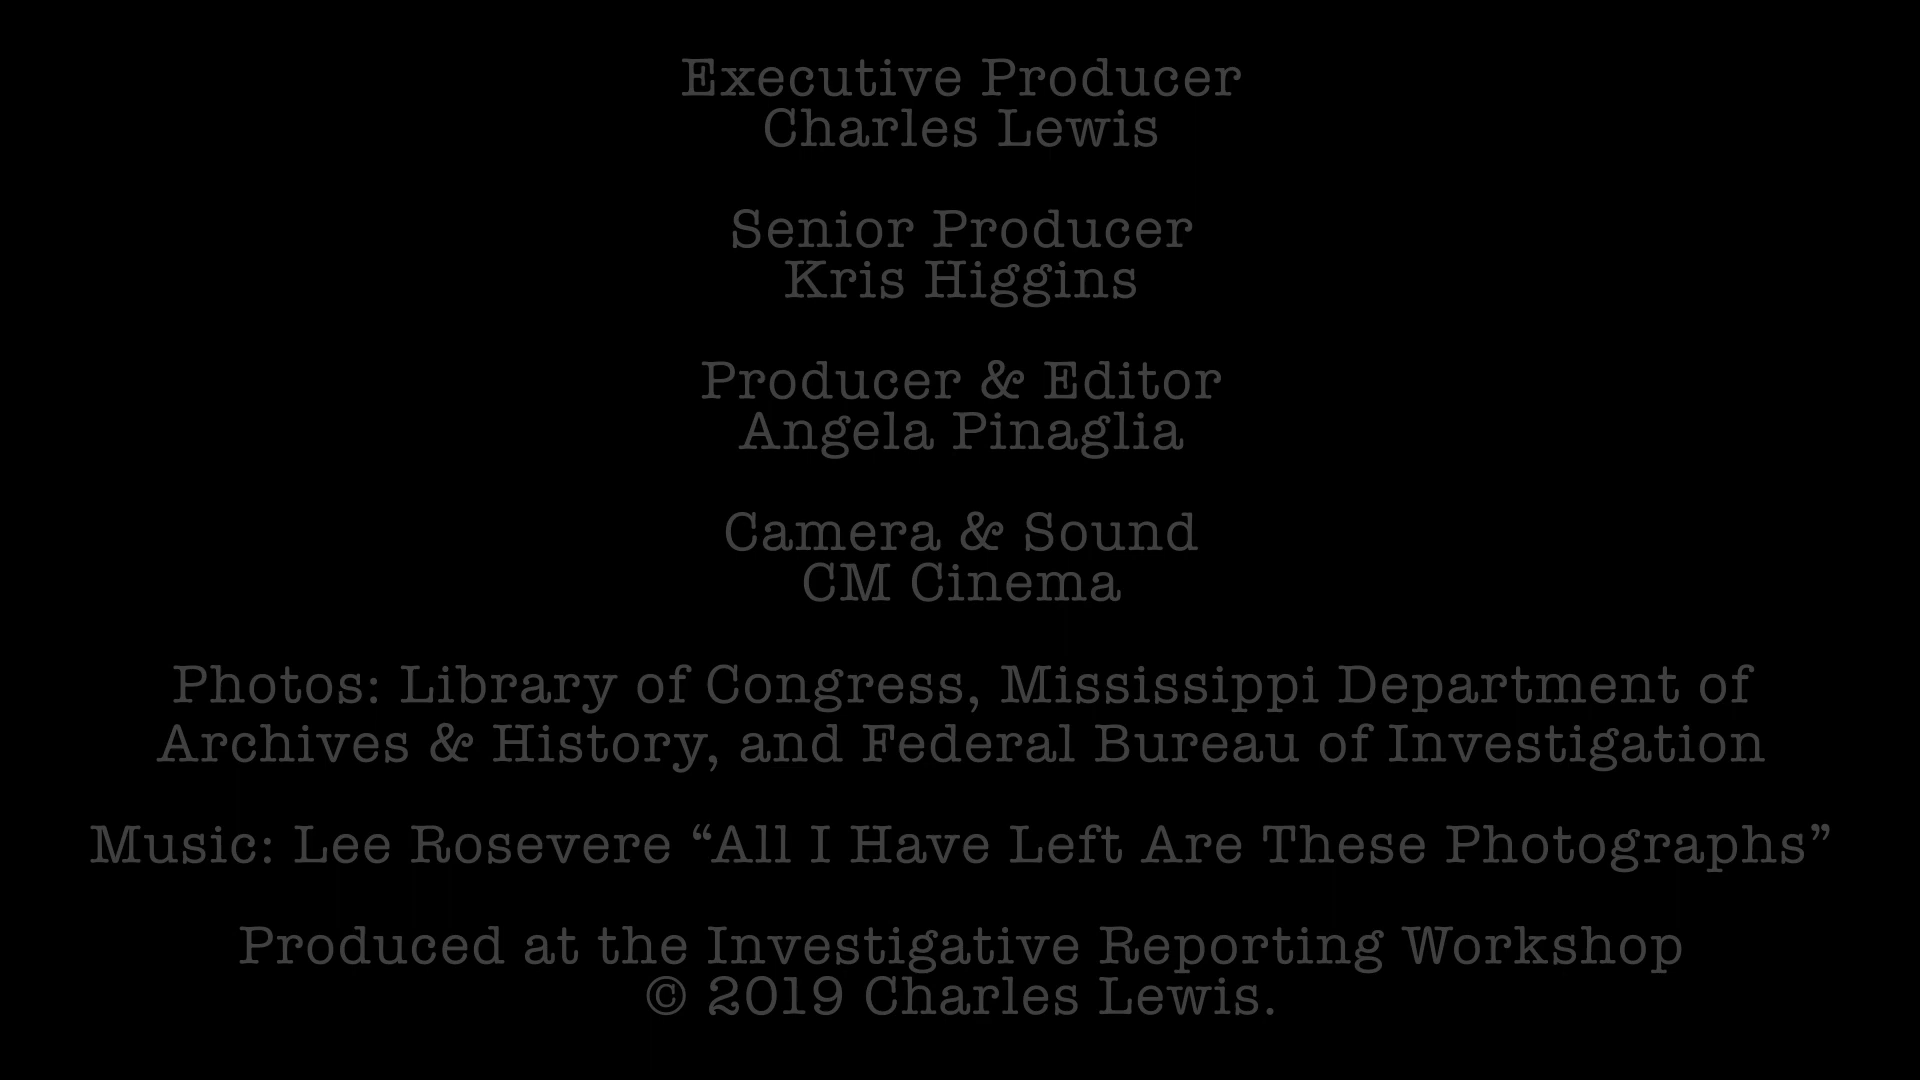 Executive Producer
Charles Lewis
Senior Producer
Kris Higgins
Producer & Editor
Angela Pinaglia
Camera & Sound
CM Cinema
Photos: Library of Congress, Mississippi Department of
Archives & History, and Federal Bureau of Investigation
Music: Lee Rosevere “All I Have Left Are These Photographs”
Produced at the Investigative Reporting Workshop
© 2019 Charles Lewis.